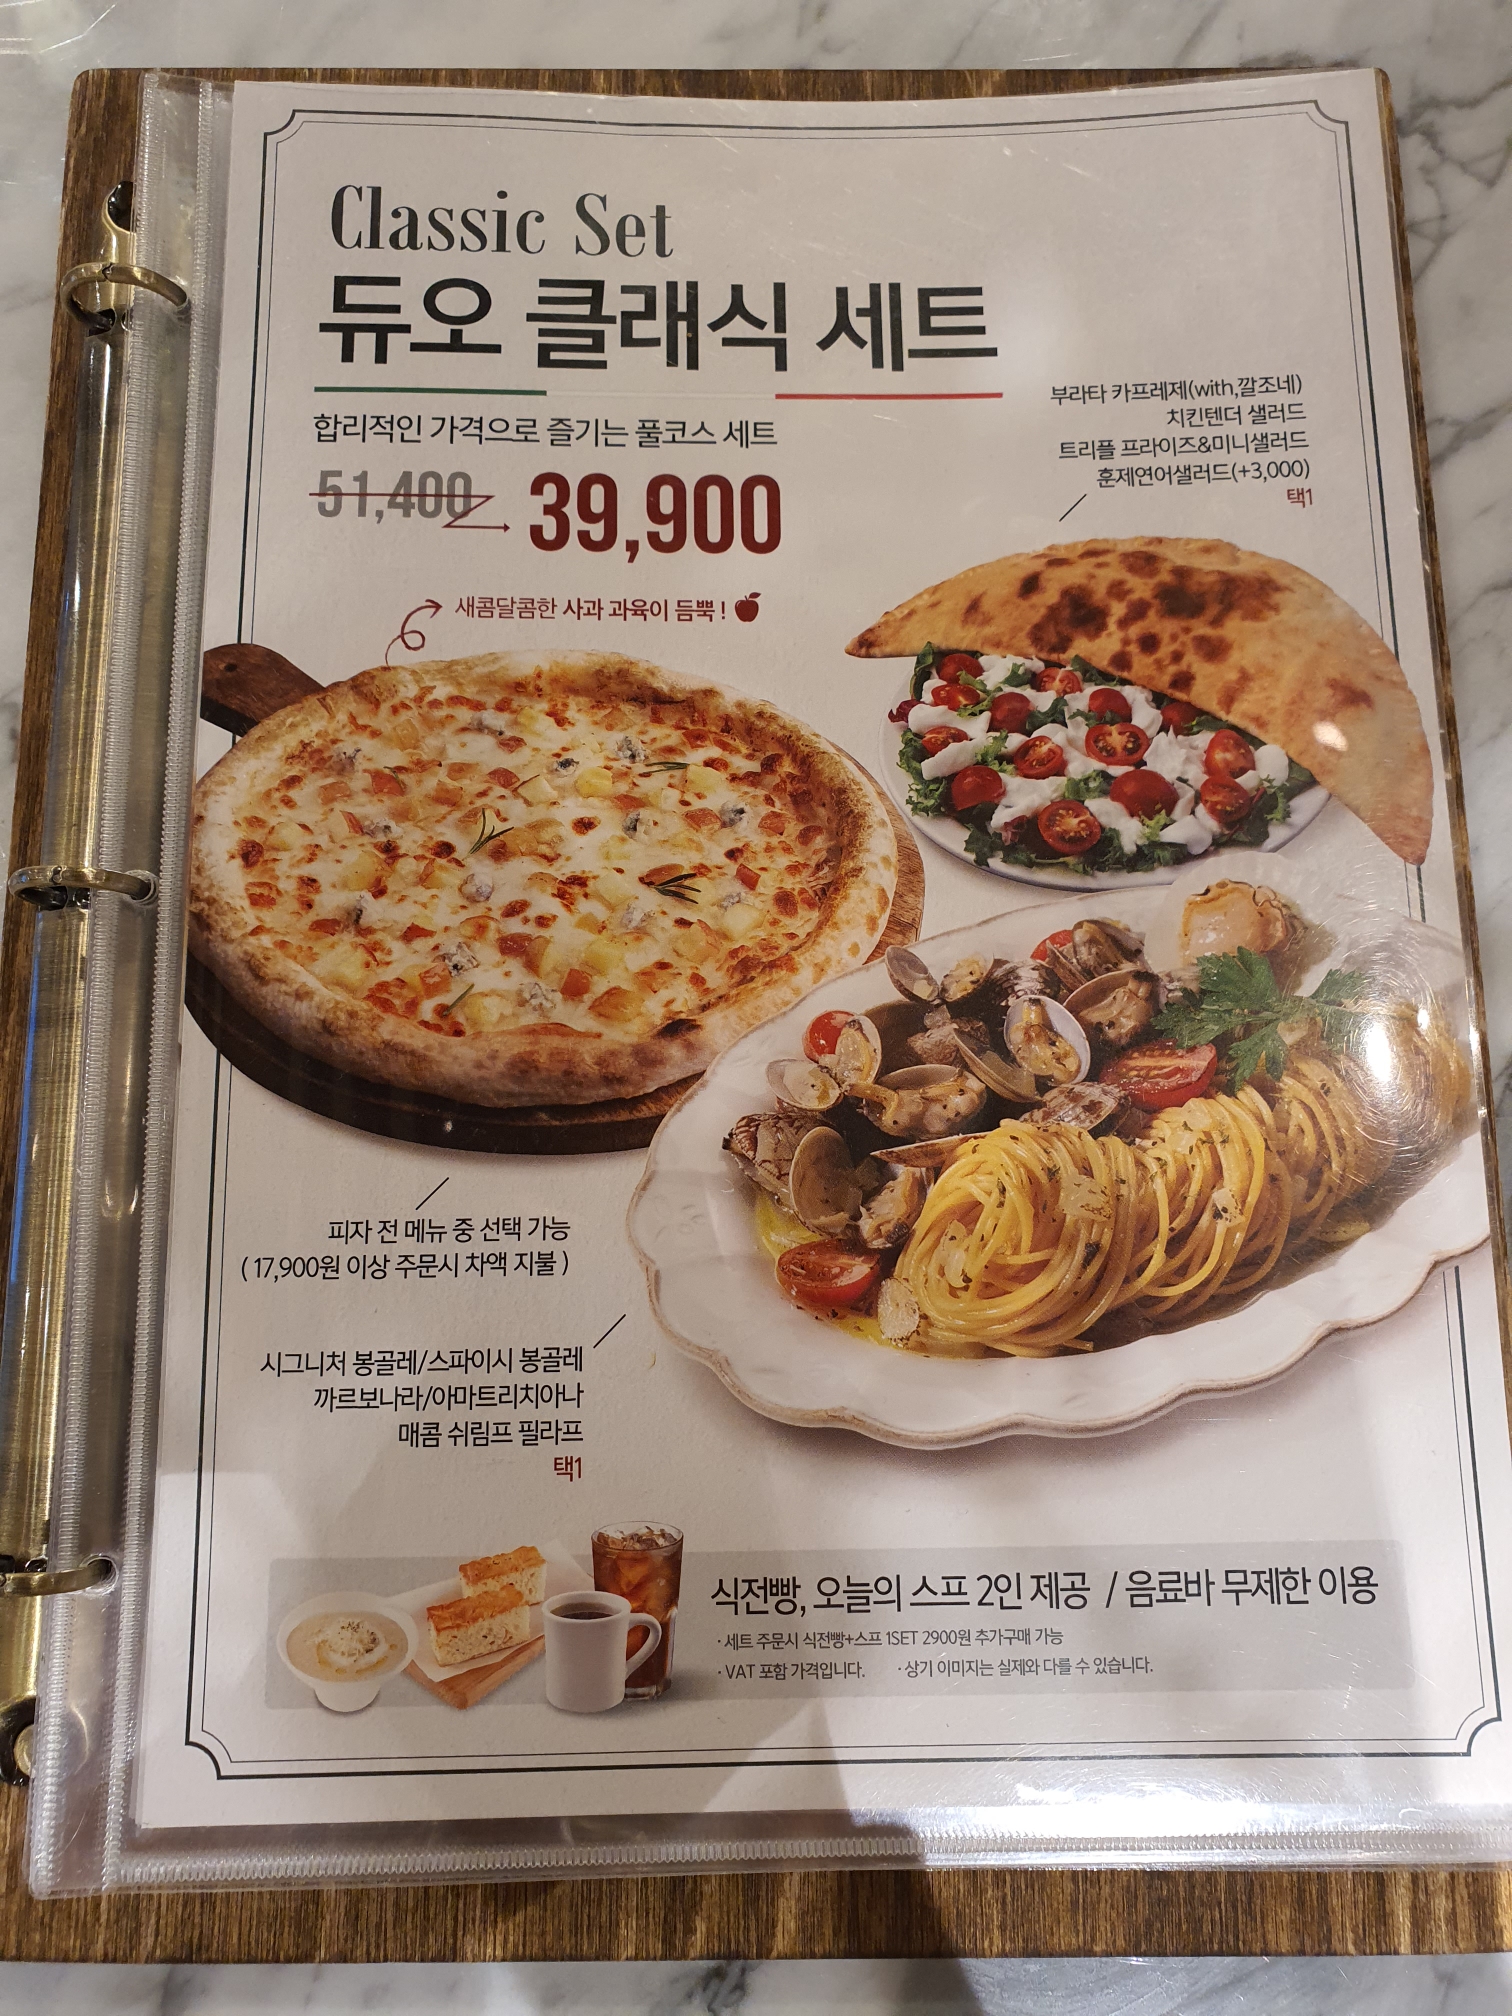 Classic Set
듀오 클래식 세트
합리적인 가격으로 즐기는 풀코스 세트
51,400 39,900
부라타 카프레제(with,깔조네)
치킨텐더 샐러드
트리플 프라이즈&미니샐러드
훈제연어샐러드(+3,000)
택1
새콤달콤한 사과 과육이 듬뿍!
피자 전 메뉴 중 선택 가능
( 17,900원 이상 주문시 차액 지불 )
시그니처 봉골레/스파이시 봉골레
까르보나라/아마트리치아나
매콤 쉬림프 필라프
택1
식전빵, 오늘의 스프 2인 제공 / 음료바 무제한 이용
· 세트 주문시 식전빵+스프 1SET 2900원 추가구매 가능
· VAT 포함 가격입니다. · 상기 이미지는 실제와 다를 수 있습니다.